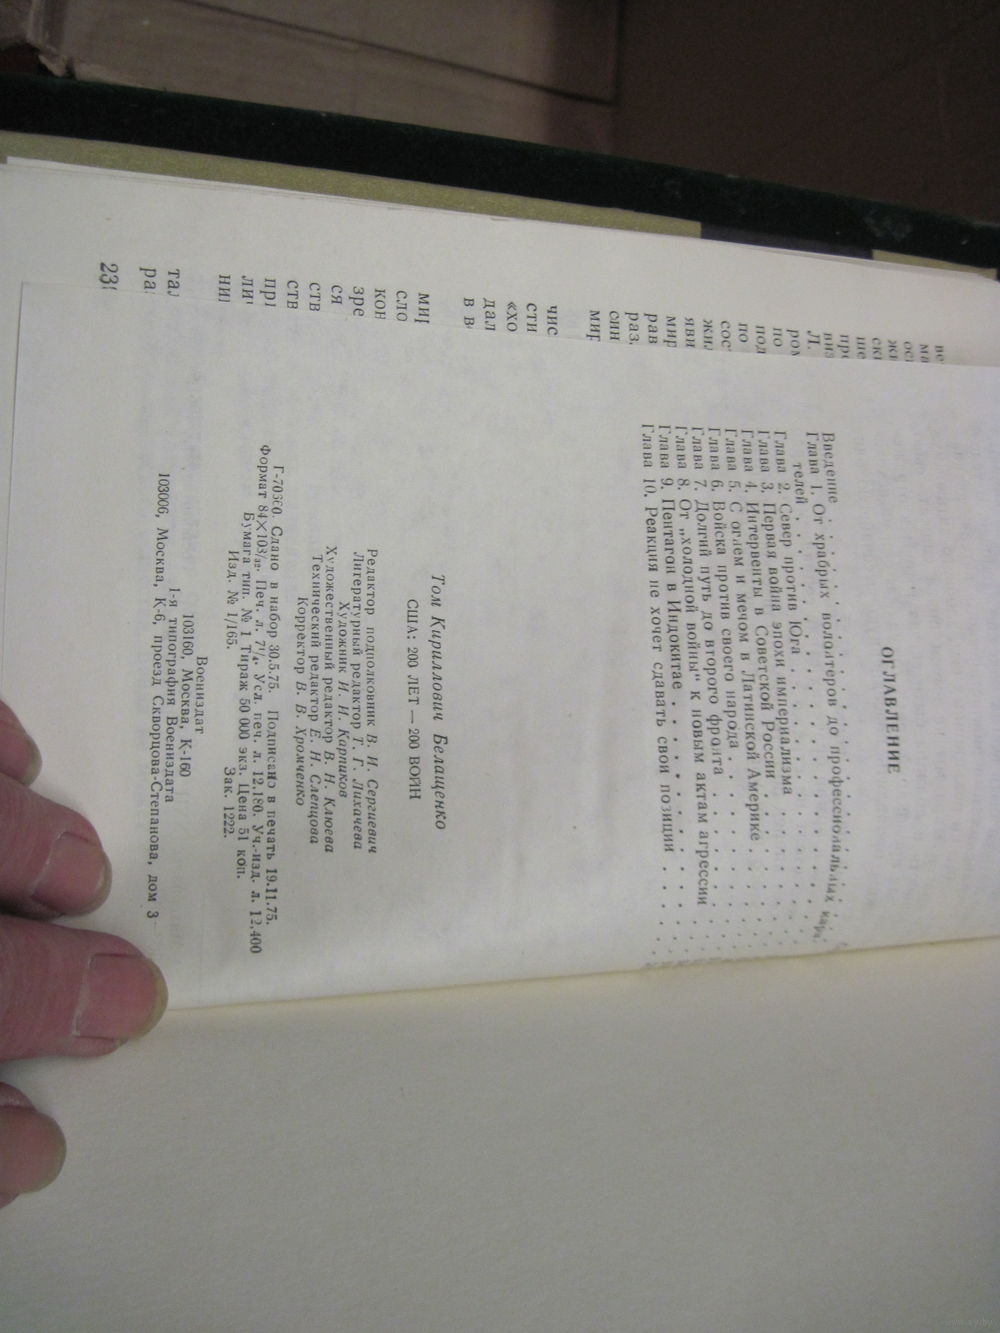 ОГЛАВЛЕНИЕ
Введение . . . . . . . . . . . . . . .
Глава 1. От храбрых волонтеров до профессиональных кара-
телей . . . . . . . . . . . . . .
Глава 2. Север против Юга . . . . . . . . . .
Глава 3. Первая война эпохи империализма . . . . . .
Глава 4. Интервенты в Советской России . . . . . . .
Глава 5. С огнем и мечом в Латинской Америке . . . . .
Глава 6. Войска против своего народа . . . . . . . .
Глава 7. Долгий путь до второго фронта . . . . . . .
Глава 8. От „холодной войны“ к новым актам агрессии . .
Глава 9. Пентагон в Индокитае . . . . . . . . . .
Глава 10. Реакция не хочет сдавать свои позиции . . . .
Том Кириллович Белащенко
США: 200 ЛЕТ — 200 ВОЙН
Редактор подполковник В. И. Сергиевич
Литературный редактор Т. Г. Лихачева
Художник И. И. Карпиков
Художественный редактор В. Н. Клюева
Технический редактор Е. Н. Слепцова
Корректор В. В. Хромченко
Г-70360. Сдано в набор 30.5.75. Подписано в печать 19.11.75.
Формат 84×103/32. Печ. л. 7 1/4. Усл. печ. л. 12.180. Уч.-изд. л. 12.400
Бумага тип. № 1 Тираж 50 000 экз. Цена 51 коп.
Изд. № 1/165. Зак. 1222.
Воениздат
103160, Москва, К-160
1-я типография Воениздата
103006, Москва, К-6, проезд Скворцова-Степанова, дом 3